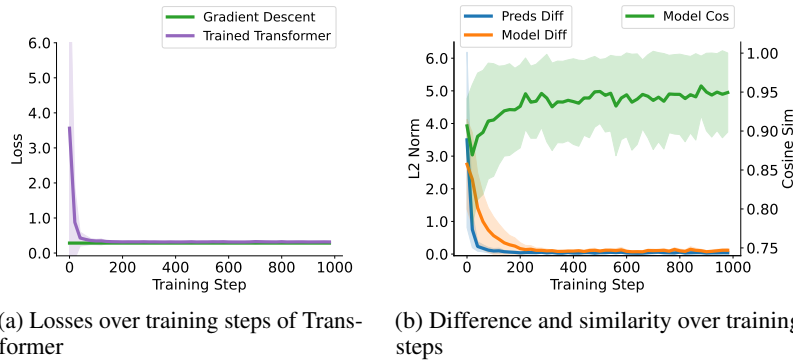 Gradient Descent
Trained Transformer
6.0
5.0
4.0
3.0
2.0
1.0
0.0
Loss
0 200 400 600 800 1000
Training Step
Preds Diff
Model Diff
Model Cos
6.0
5.0
4.0
3.0
2.0
1.0
0.0
L2 Norm
1.00
0.95
0.90
0.85
0.80
0.75
Cosine Sim
0 200 400 600 800 1000
Training Step
(a) Losses over training steps of Trans-
former
(b) Difference and similarity over training
steps